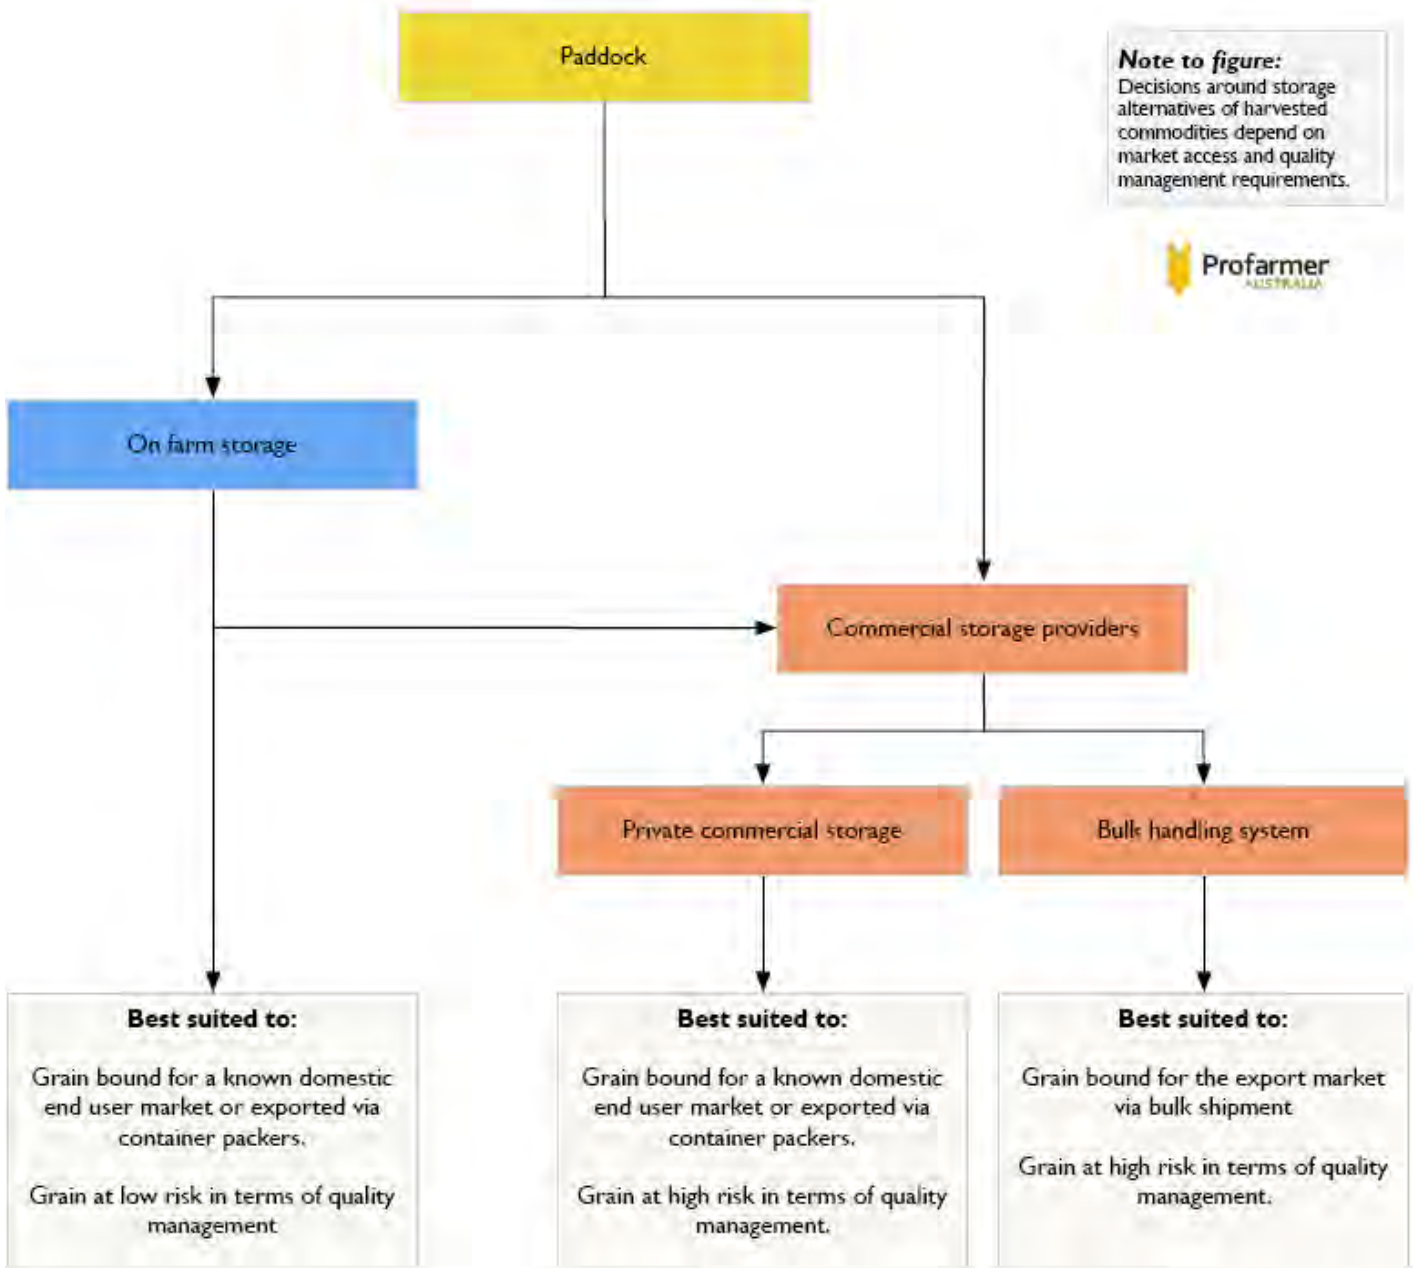 Paddock
Note to figure:
Decisions around storage
alternatives of harvested
commodities depend on
market access and quality
management requirements.
Profarmer
AUSTRALIA
On farm storage
Commercial storage providers
Private commercial storage
Bulk handling system
Best suited to:
Grain bound for a known domestic
end user market or exported via
container packers.
Grain at low risk in terms of quality
management
Best suited to:
Grain bound for a known domestic
end user market or exported via
container packers.
Grain at high risk in terms of quality
management.
Best suited to:
Grain bound for the export market
via bulk shipment
Grain at high risk in terms of quality
management.